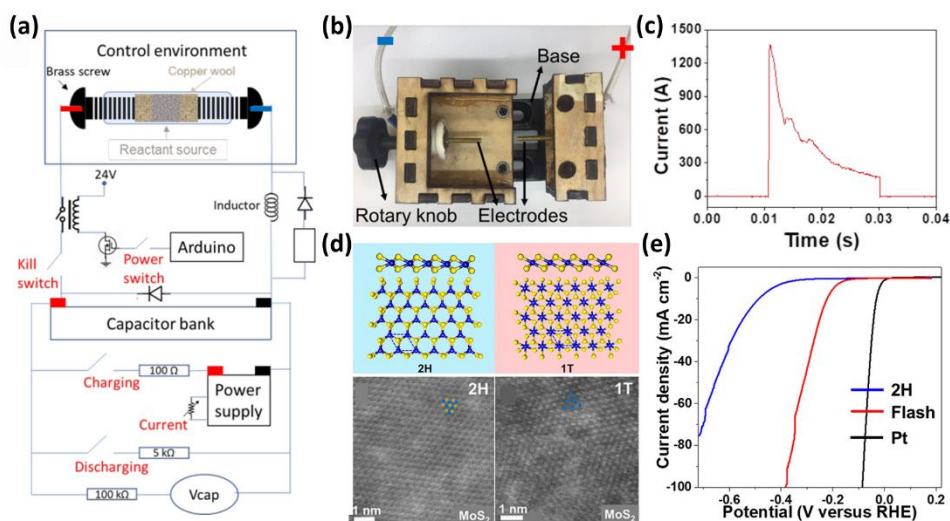 (a)
Control environment
Brass screw
Copper wool
Reactant source
24V
Inductor
Arduino
Kill
switch
Power
switch
Capacitor bank
Charging
100 Ω
Power
supply
Current
Discharging
5 kΩ
100 kΩ
Vcap
(b)
-
+
Base
Rotary knob
Electrodes
(c)
Current (A)
1500
1200
900
600
300
0
0.00
0.01
0.02
0.03
0.04
Time (s)
(d)
2H
1T
2H
1T
1 nm
MoS2
1 nm
MoS2
(e)
Current density (mA cm-2)
0
-20
-40
-60
-80
-100
2H
Flash
Pt
-0.6
-0.4
-0.2
0.0
0.2
Potential (V versus RHE)